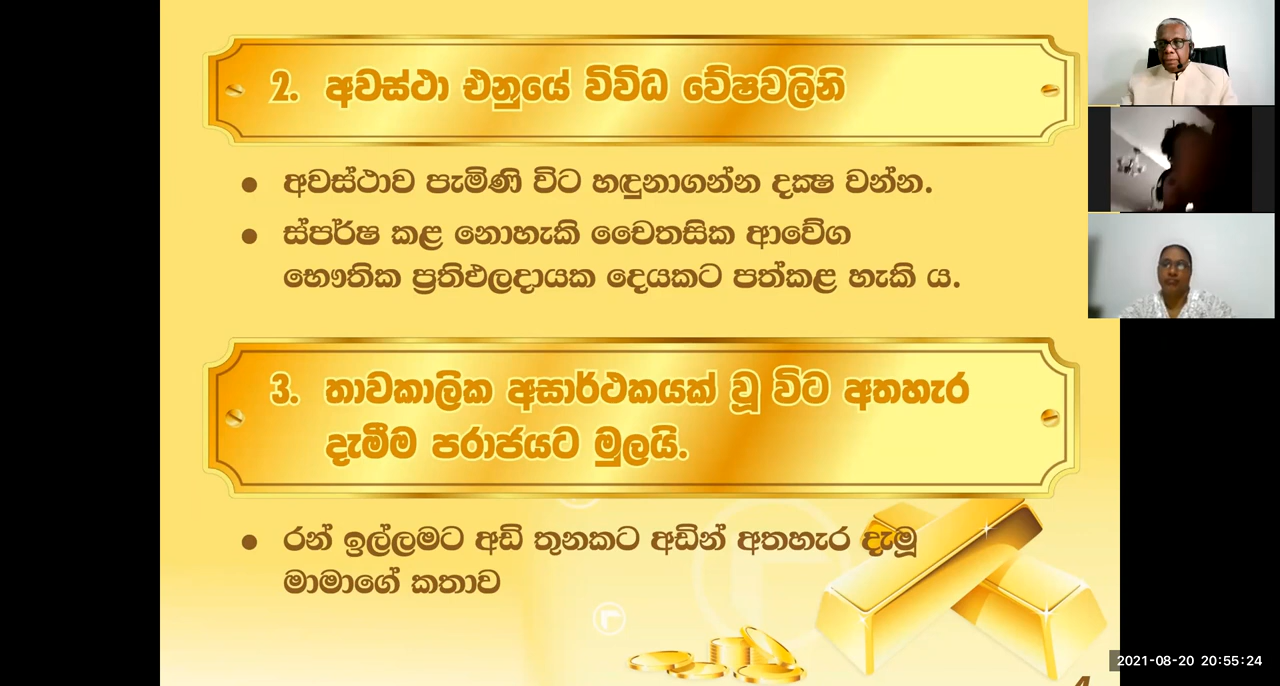 2. අවස්ථා එනුයේ විවිධ වේෂවලිනි
● අවස්ථාව පැමිණි විට හඳුනාගන්න දක්ෂ වන්න.
● ස්පර්ෂ කළ නොහැකි චෛතසික ආවේග
භෞතික ප්‍රතිඵලදායක දෙයකට පත්කළ හැකි ය.
3. තාවකාලික අසාර්ථකයක් වූ විට අතහැර
දැමීම පරාජයට මුලයි.
● රන් ඉල්ලමට අඩි තුනකට අඩින් අතහැර දැමූ
මාමාගේ කතාව
2021-08-20 20:55:24